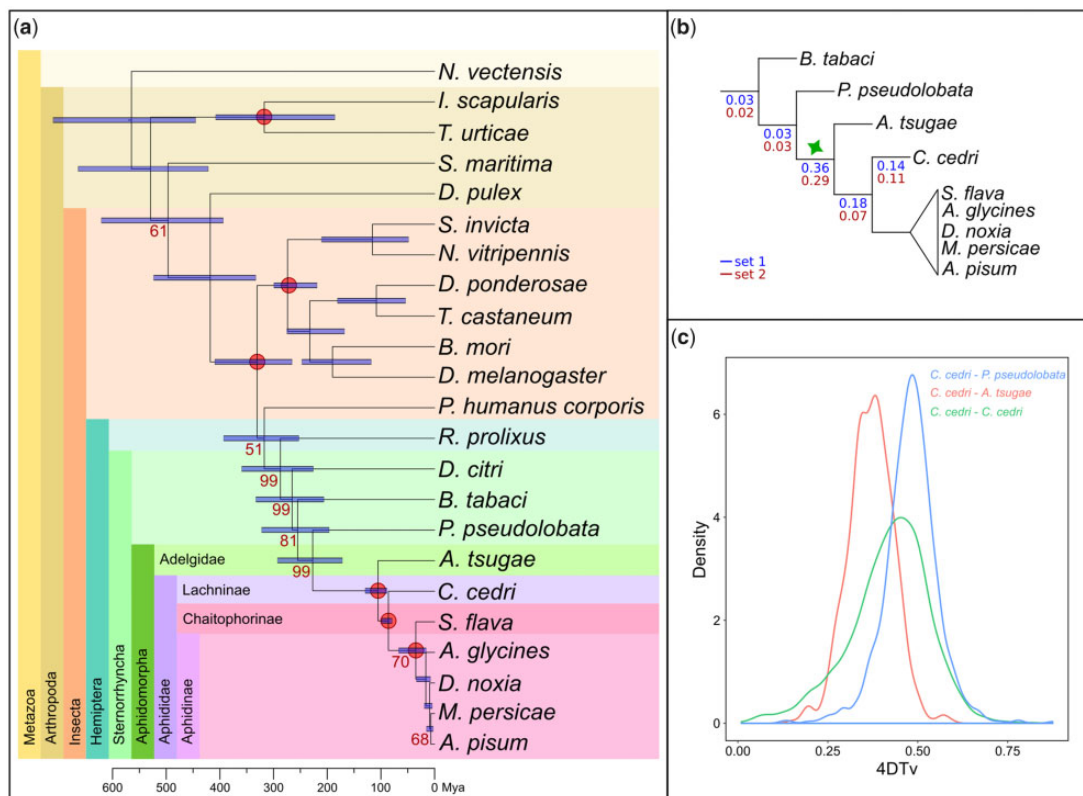 (a)
N. vectensis
I. scapularis
T. urticae
S. maritima
D. pulex
61
S. invicta
N. vitripennis
D. ponderosae
T. castaneum
B. mori
D. melanogaster
P. humanus corporis
51
R. prolixus
99
D. citri
99
B. tabaci
81
P. pseudolobata
99
Adelgidae
A. tsugae
Lachninae
C. cedri
Chaitophorinae
S. flava
70
A. glycines
D. noxia
M. persicae
68
A. pisum
Metazoa
Arthropoda
Insecta
Hemiptera
Sternorrhyncha
Aphidomorpha
Aphididae
Aphidinae
600 500 400 300 200 100 0 Mya
(b)
B. tabaci
0.03
0.02
P. pseudolobata
0.03
0.03
A. tsugae
0.36
0.29
C. cedri
0.14
0.11
0.18
0.07
S. flava
A. glycines
D. noxia
M. persicae
A. pisum
set 1
set 2
(c)
C. cedri - P. pseudolobata
C. cedri - A. tsugae
C. cedri - C. cedri
Density
6
4
2
0
0.00 0.25 0.50 0.75
4DTv